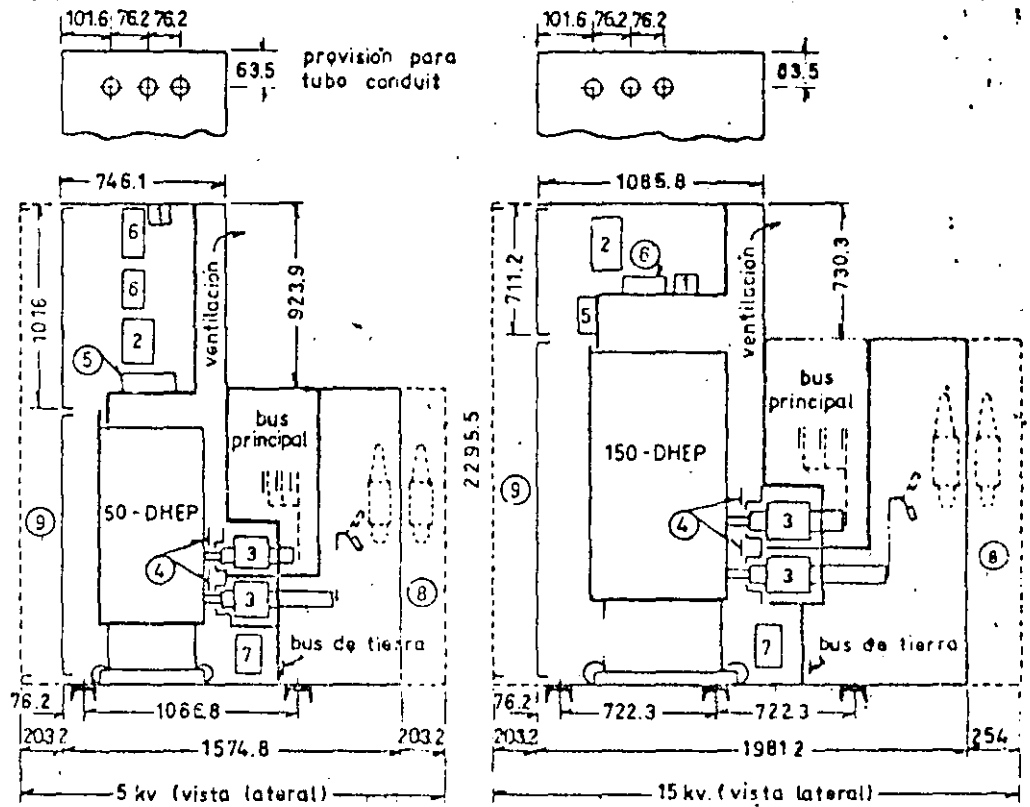 101.6 76.2 76.2
63.5
provisión para
tubo conduit
746.1
1016
923.9
ventilación
1
6
6
2
5
bus
principal
50-DHEP
9
4
3
3
8
7
bus de tierra
76.2
1066.8
203.2
1574.8
203.2
5 kv (vista lateral)
101.6 76.2 76.2
83.5
1085.8
711.2
730.3
ventilación
2
6
1
5
bus
principal
2295.5
150-DHEP
9
4
3
3
8
7
bus de tierra
76.2
722.3
722.3
203.2
1981.2
254
15 kv. (vista lateral)